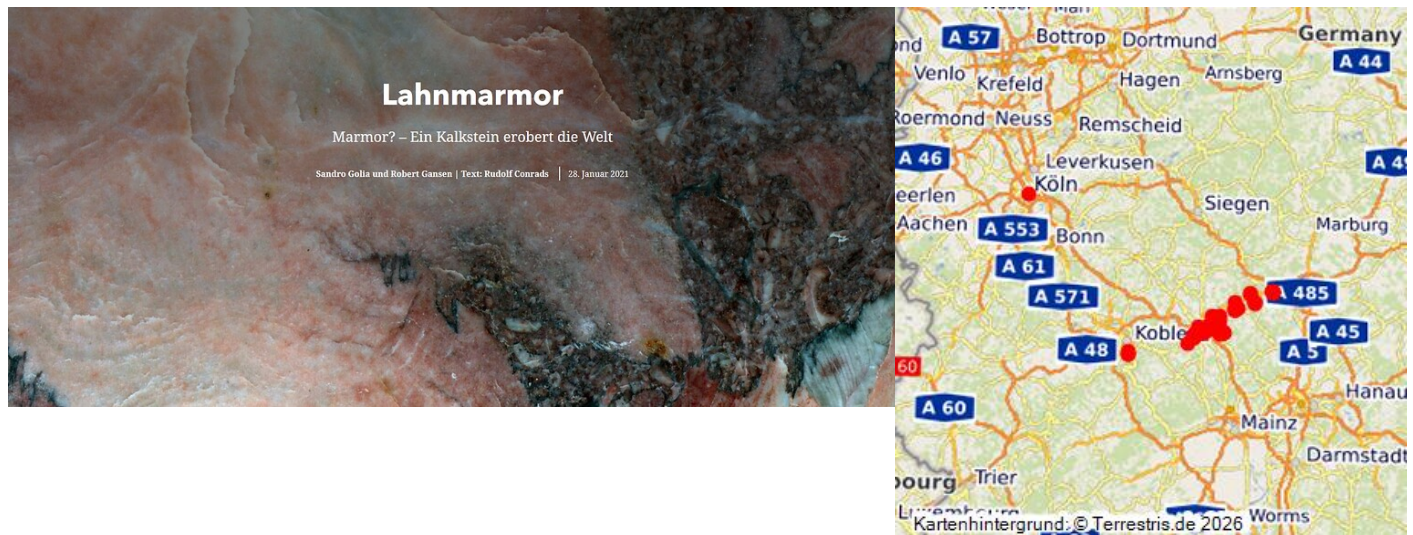 Lahnmarmor
Marmor? – Ein Kalkstein erobert die Welt
Sandro Golia und Robert Gansen | Text: Rudolf Conrads | 28. Januar 2021
A 57
Bottrop
Dortmund
Germany
A 44
Venlo
Krefeld
Hagen
Arnsberg
Roermond
Neuss
Remscheid
A 46
Leverkusen
Köln
Siegen
Aachen
A 553
Bonn
Marburg
A 61
A 571
A 485
Koble
A 48
A 45
A 5
60
Hanau
A 60
Mainz
Darmstadt
Trier
Worms
Kartenhintergrund: © Terrestris.de 2026